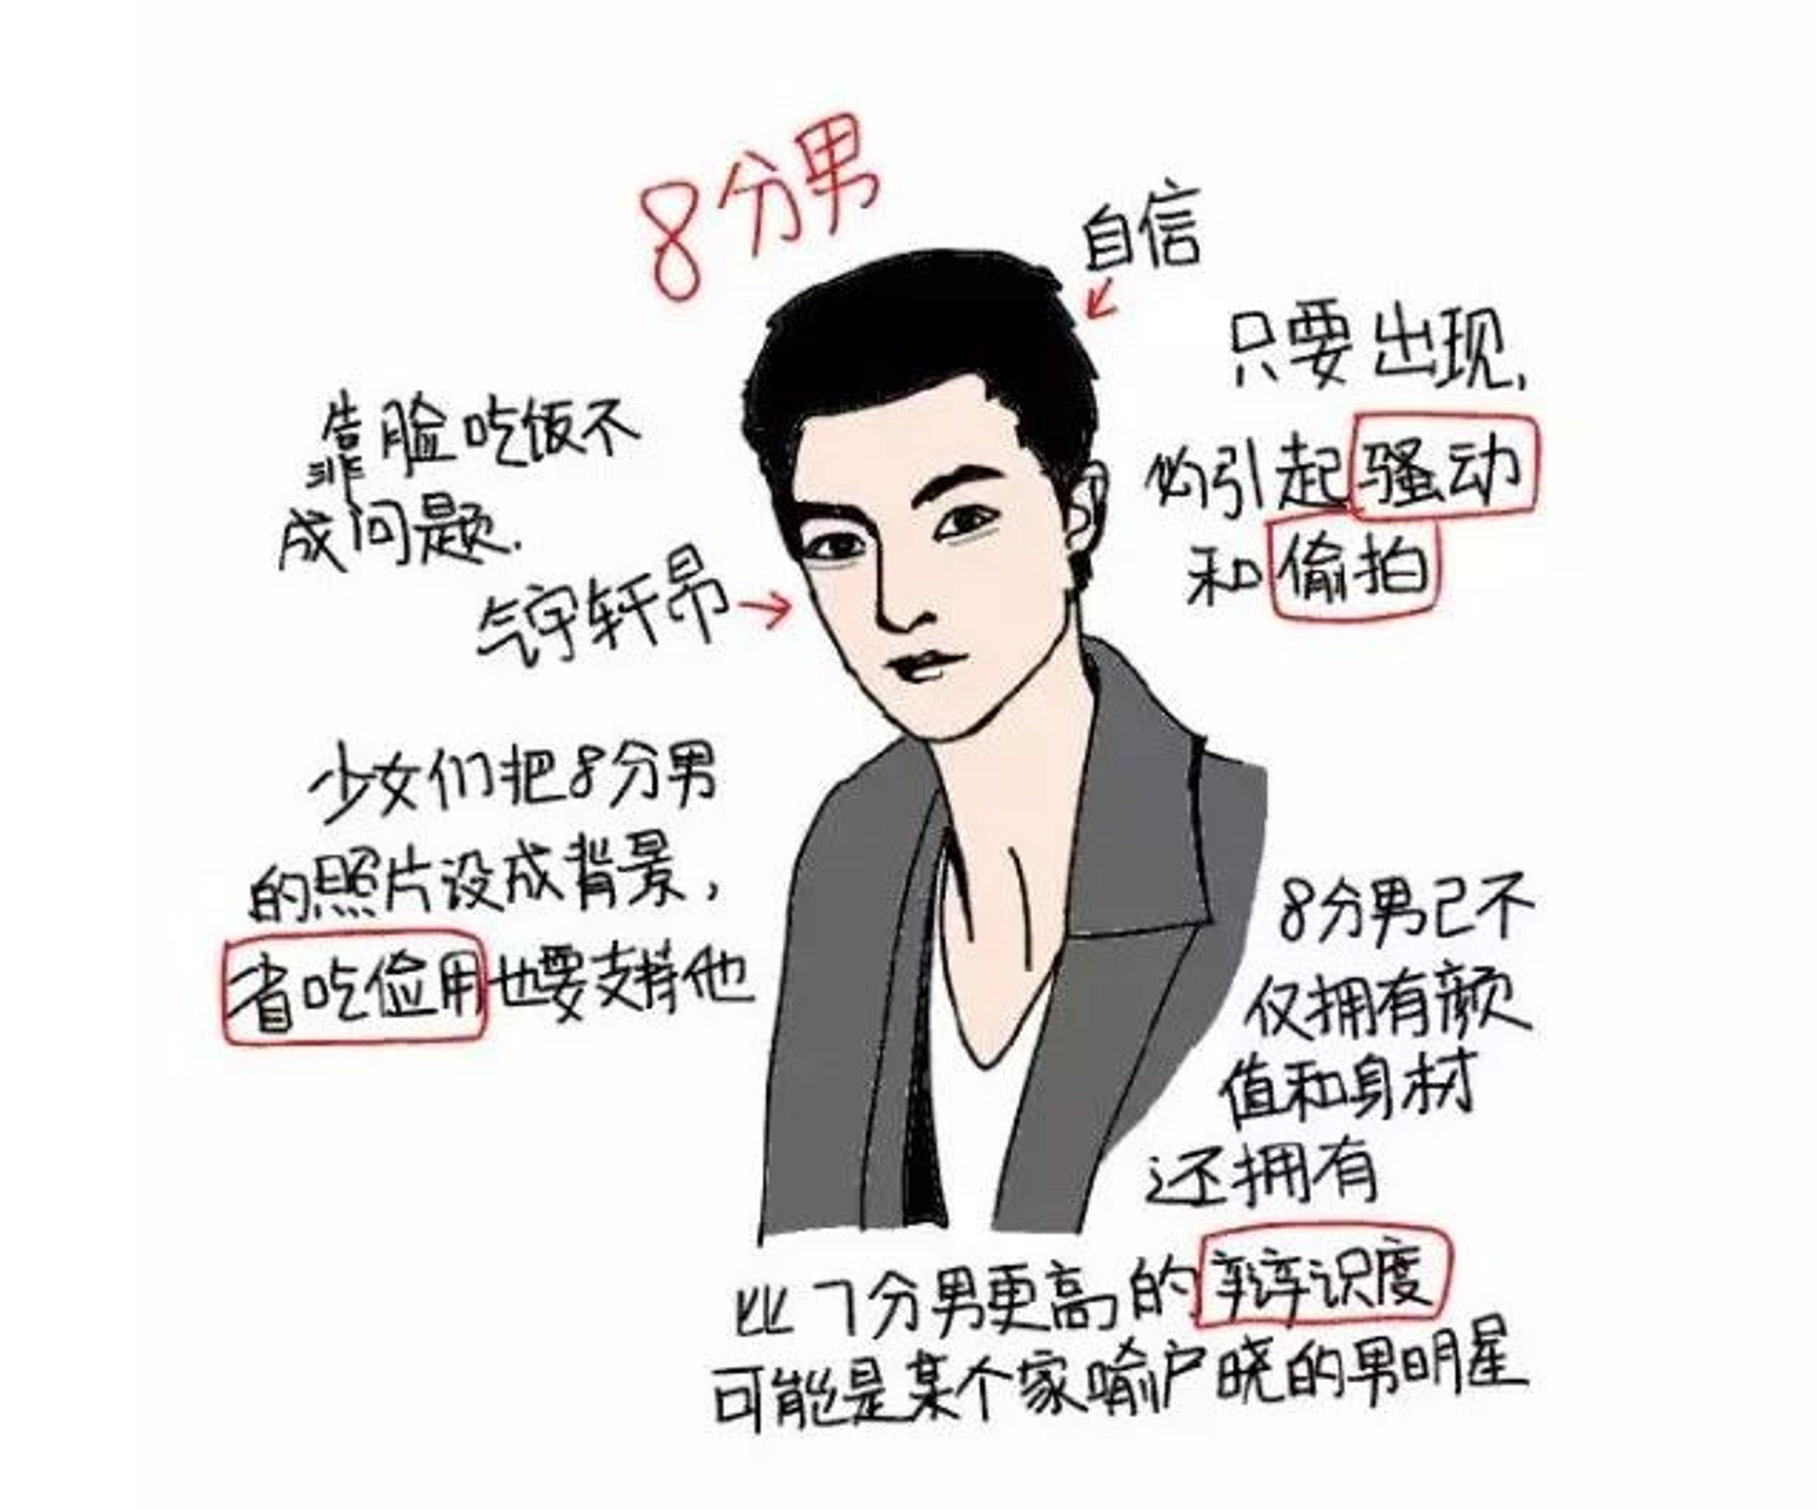 8分男
自信
只要出现,
必引起骚动
和偷拍
靠脸吃饭不
成问题.
气宇轩昂
少女们把8分男
的照片设成背景,
省吃俭用也要支持他
8分男已不
仅拥有颜
值和身材
还拥有
比7分男更高的辩识度
可能是某个家喻户晓的男明星